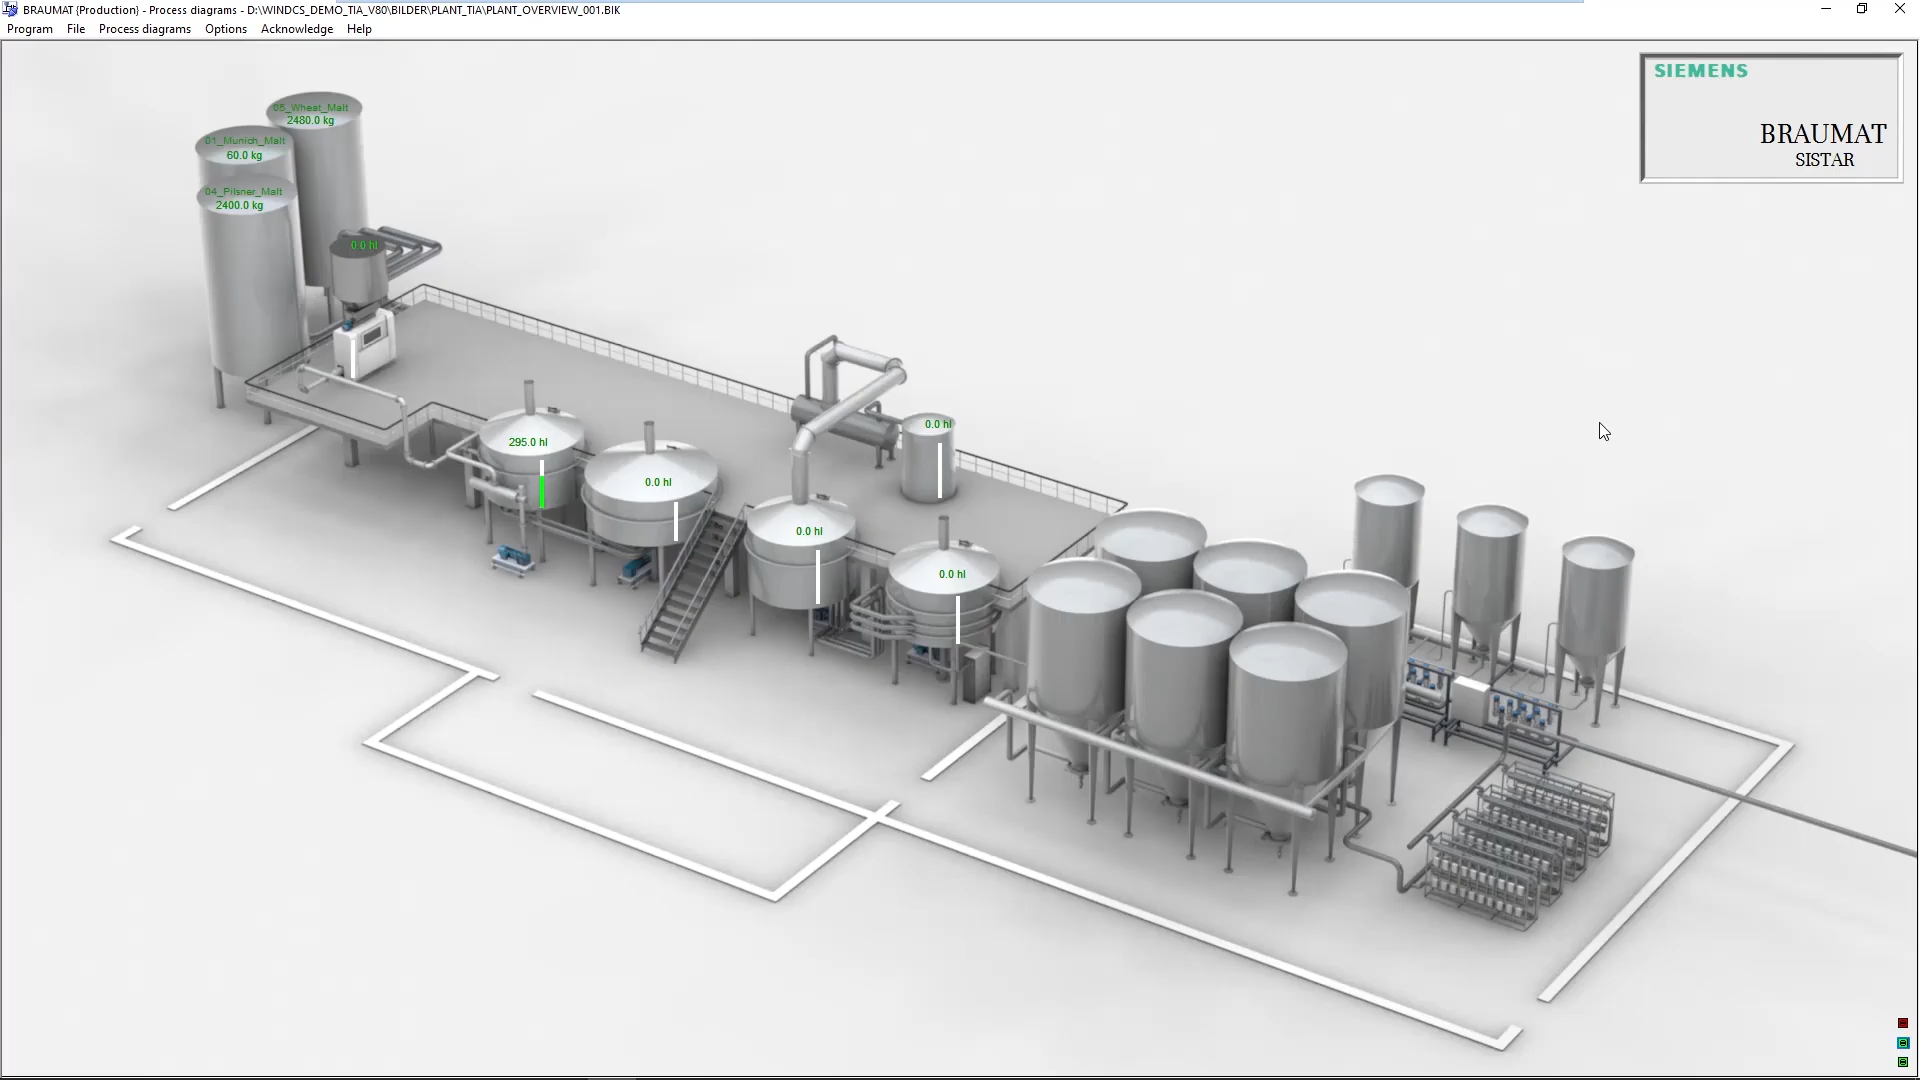 BRAUMAT {Production} - Process diagrams - D:\WINDCS_DEMO_TIA_V80\BILDER\PLANT_TIA\PLANT_OVERVIEW_001.BIK
Program File Process diagrams Options Acknowledge Help
SIEMENS
BRAUMAT
SISTAR
05_Wheat_Malt
2480.0 kg
01_Munich_Malt
60.0 kg
04_Pilsner_Malt
2400.0 kg
0.0 hl
295.0 hl
0.0 hl
0.0 hl
0.0 hl
0.0 hl